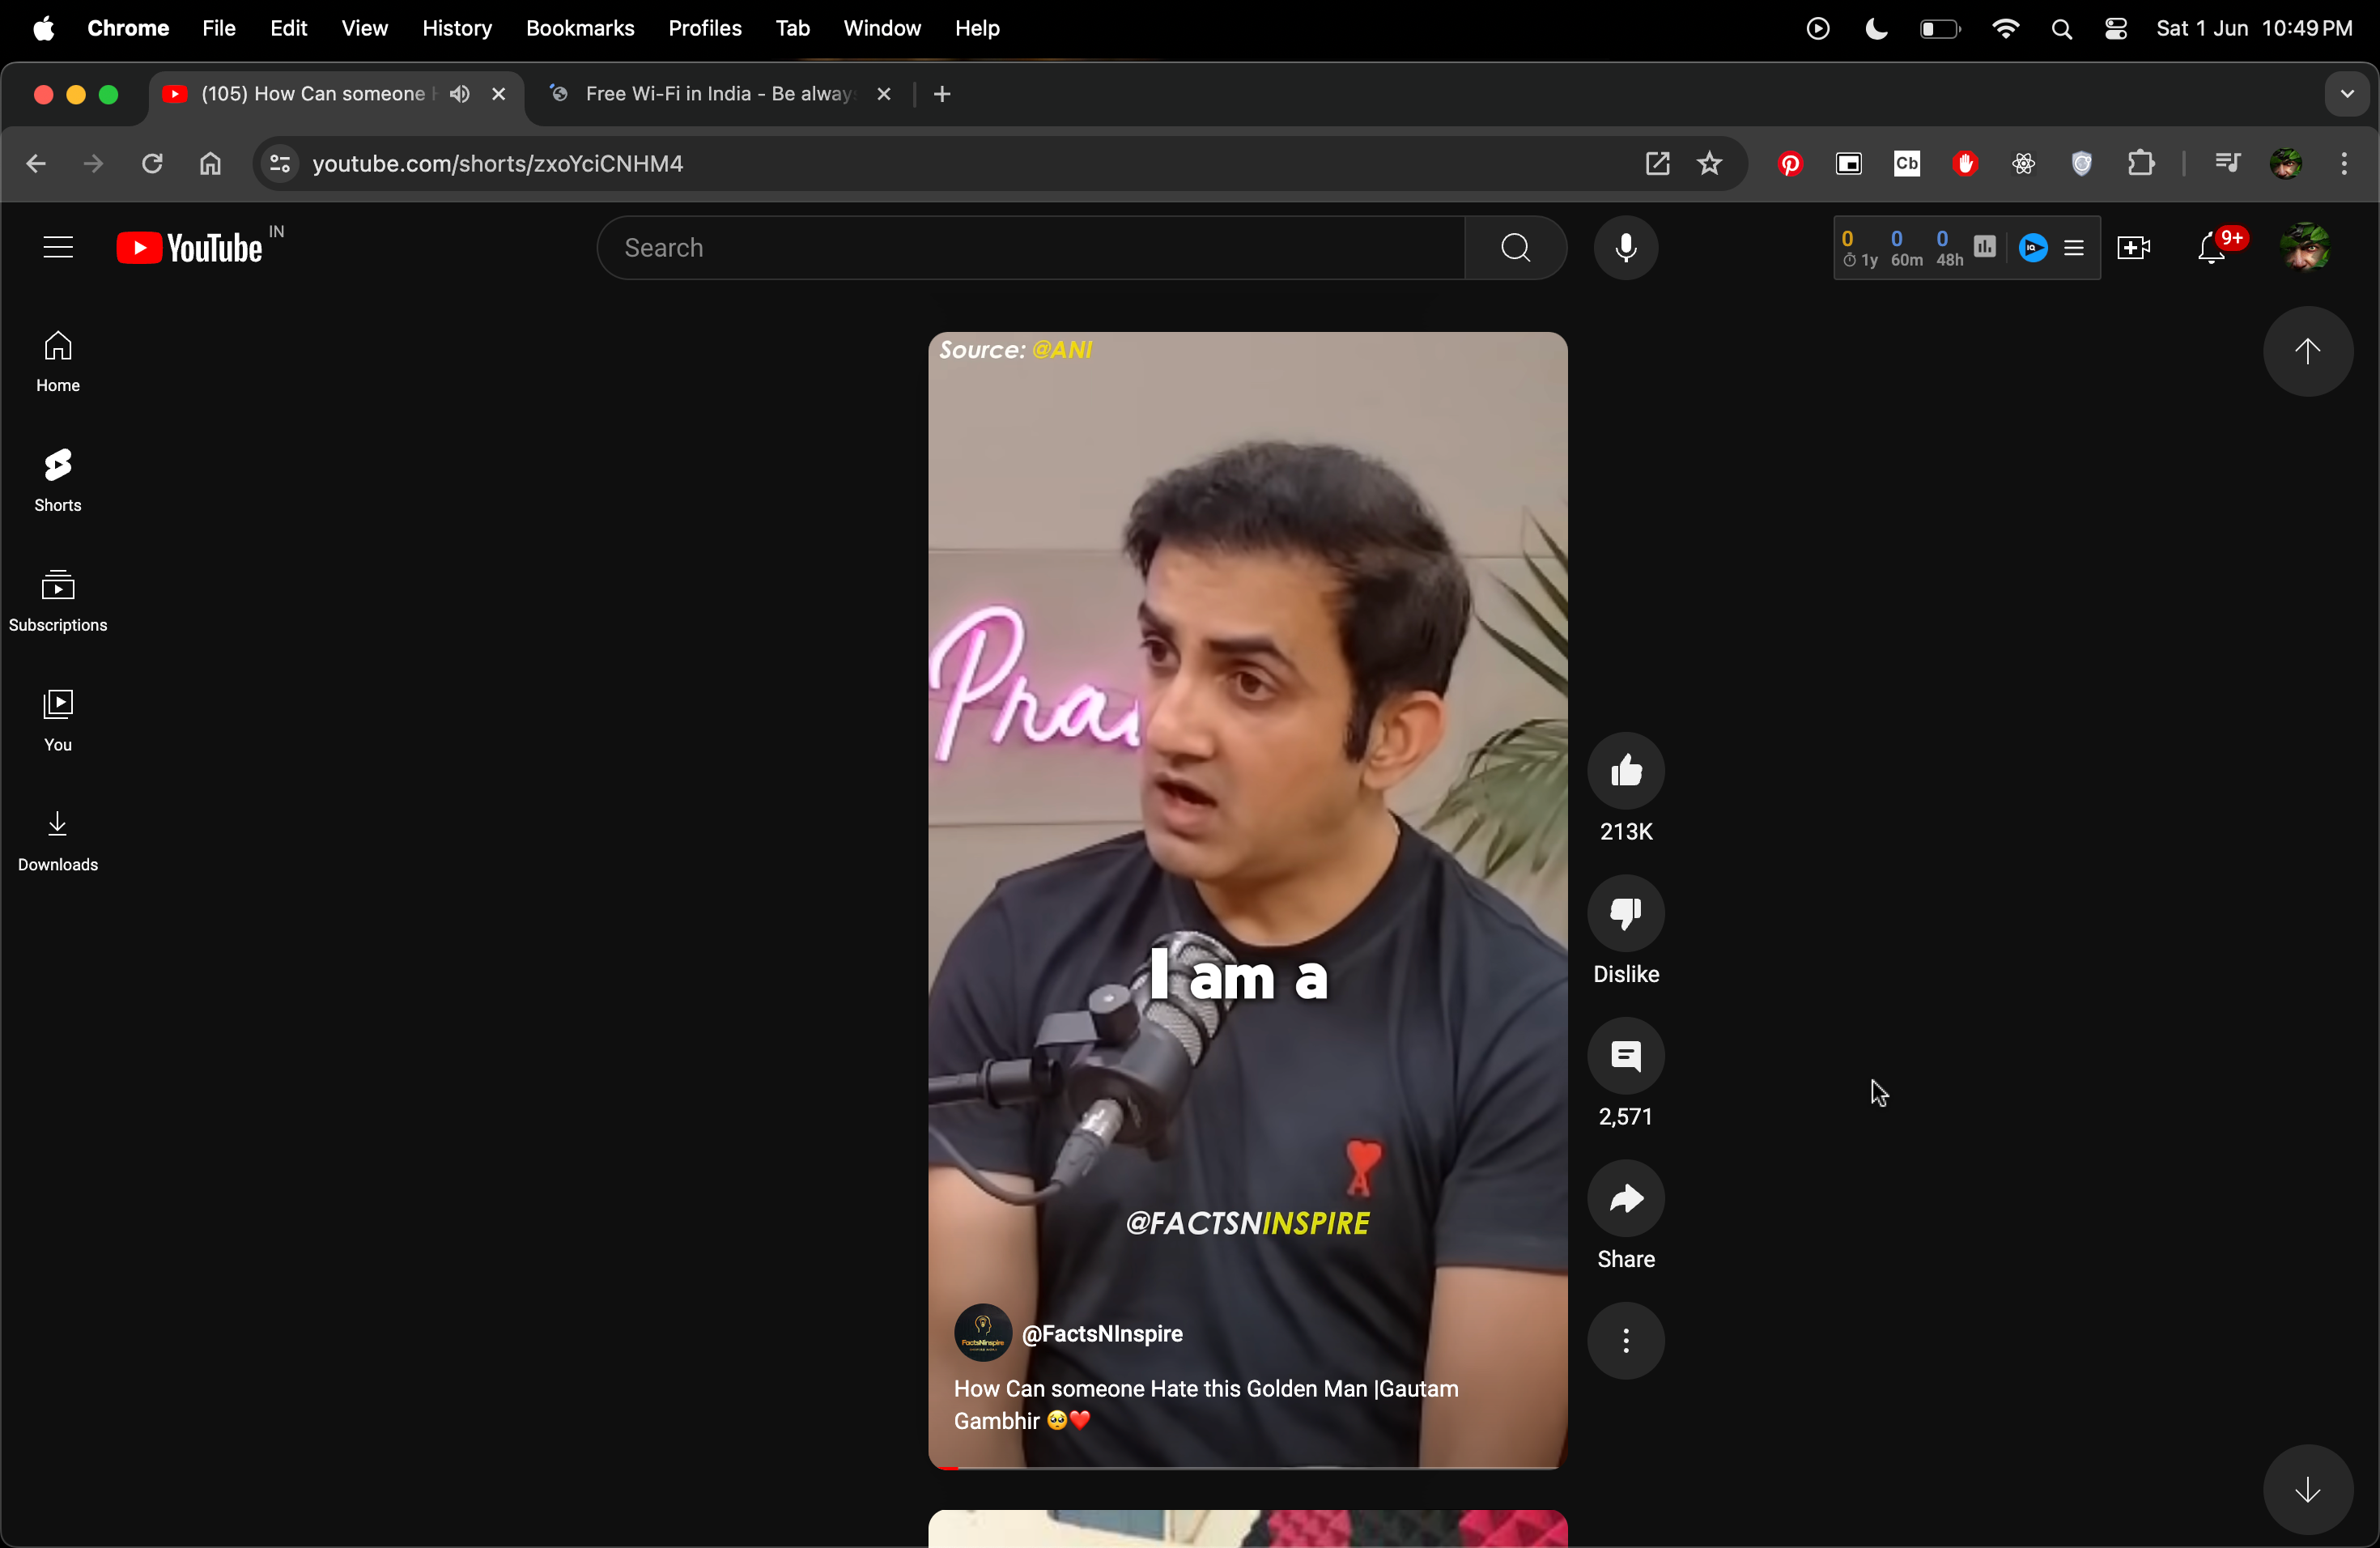 Chrome File Edit View History Bookmarks Profiles Tab Window Help Sat 1 Jun 10:49 PM
(105) How Can someone Free Wi-Fi in India - Be alway
youtube.com/shorts/zxoYciCNHM4
Cb
YouTube IN
Search
0 0 0
1y 60m 48h
IQ
9+
Home
Shorts
Subscriptions
You
Downloads
Source: @ANI
Pra
I am a
A
@FACTSNINSPIRE
FactsNInspire
@FactsNInspire
How Can someone Hate this Golden Man |Gautam
Gambhir 🥺❤️
213K
Dislike
2,571
Share